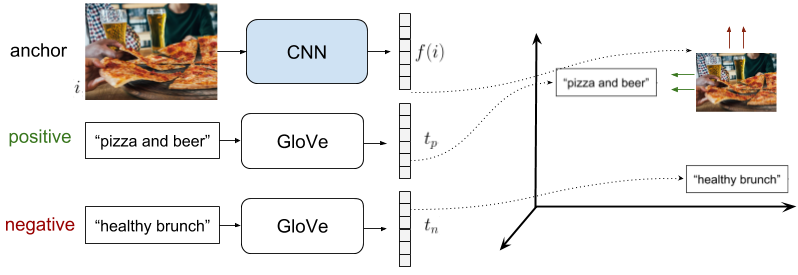 anchor
i
CNN
f(i)
positive
“pizza and beer”
GloVe
t_p
negative
“healthy brunch”
GloVe
t_n
“pizza and beer”
“healthy brunch”